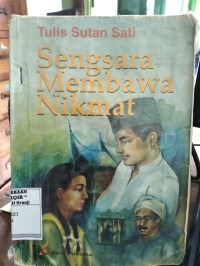 Tulis Sutan Sati
Sengsara
Membawa
Nikmat